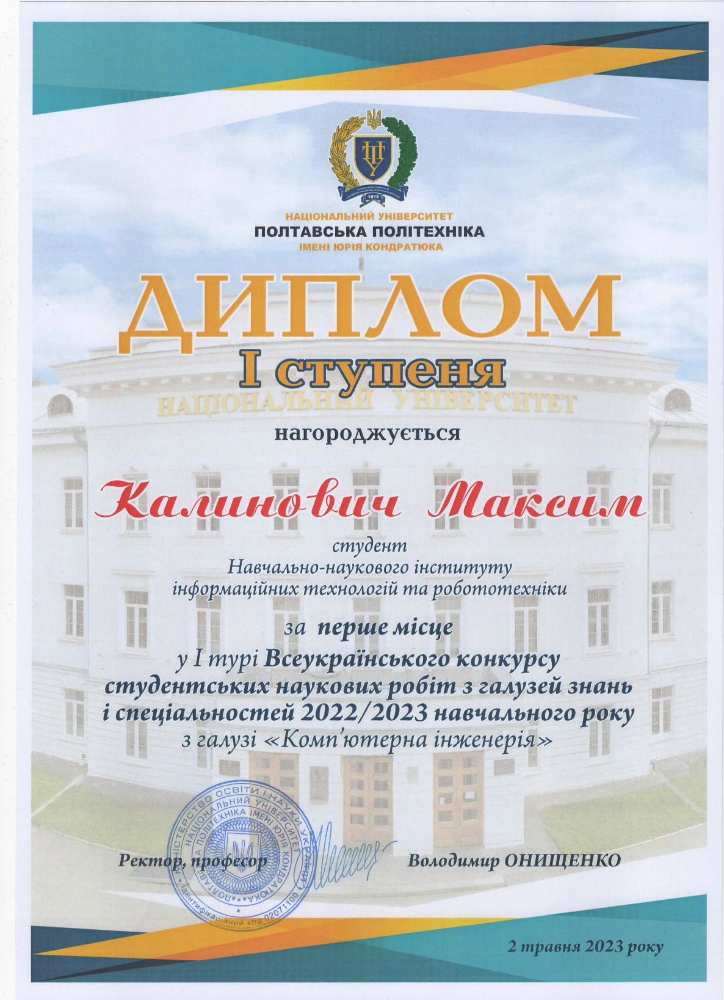 1818
НАЦІОНАЛЬНИЙ УНІВЕРСИТЕТ
ПОЛТАВСЬКА ПОЛІТЕХНІКА
ІМЕНІ ЮРІЯ КОНДРАТЮКА
ДИПЛОМ
І ступеня
НАЦІОНАЛЬНИЙ УНІВЕРСИТЕТ
нагороджується
Калинович Максим
студент
Навчально-наукового інституту
інформаційних технологій та робототехніки
за перше місце
у І турі Всеукраїнського конкурсу
студентських наукових робіт з галузей знань
і спеціальностей 2022/2023 навчального року
з галузі «Комп’ютерна інженерія»
МІНІСТЕРСТВО ОСВІТИ І НАУКИ УКРАЇНИ
НАЦІОНАЛЬНИЙ УНІВЕРСИТЕТ
ПОЛТАВСЬКА ПОЛІТЕХНІКА ІМЕНІ ЮРІЯ КОНДРАТЮКА
Ідентифікаційний код 02071100
Ректор, професор Володимир ОНИЩЕНКО
2 травня 2023 року